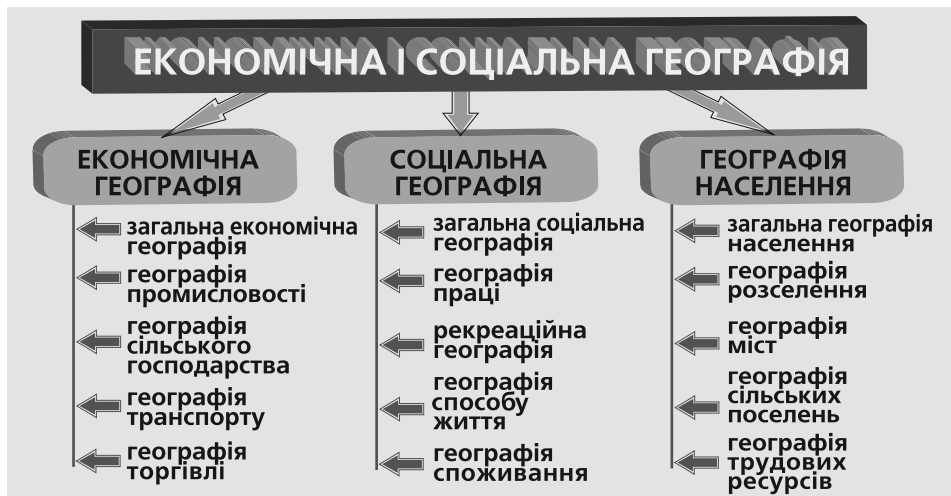 ЕКОНОМІЧНА І СОЦІАЛЬНА ГЕОГРАФІЯ
ЕКОНОМІЧНА
ГЕОГРАФІЯ
загальна економічна
географія
географія
промисловості
географія
сільського
господарства
географія
транспорту
географія
торгівлі
СОЦІАЛЬНА
ГЕОГРАФІЯ
загальна соціальна
географія
географія
праці
рекреаційна
географія
географія
способу
життя
географія
споживання
ГЕОГРАФІЯ
НАСЕЛЕННЯ
загальна географія
населення
географія
розселення
географія
міст
географія
сільських
поселень
географія
трудових
ресурсів